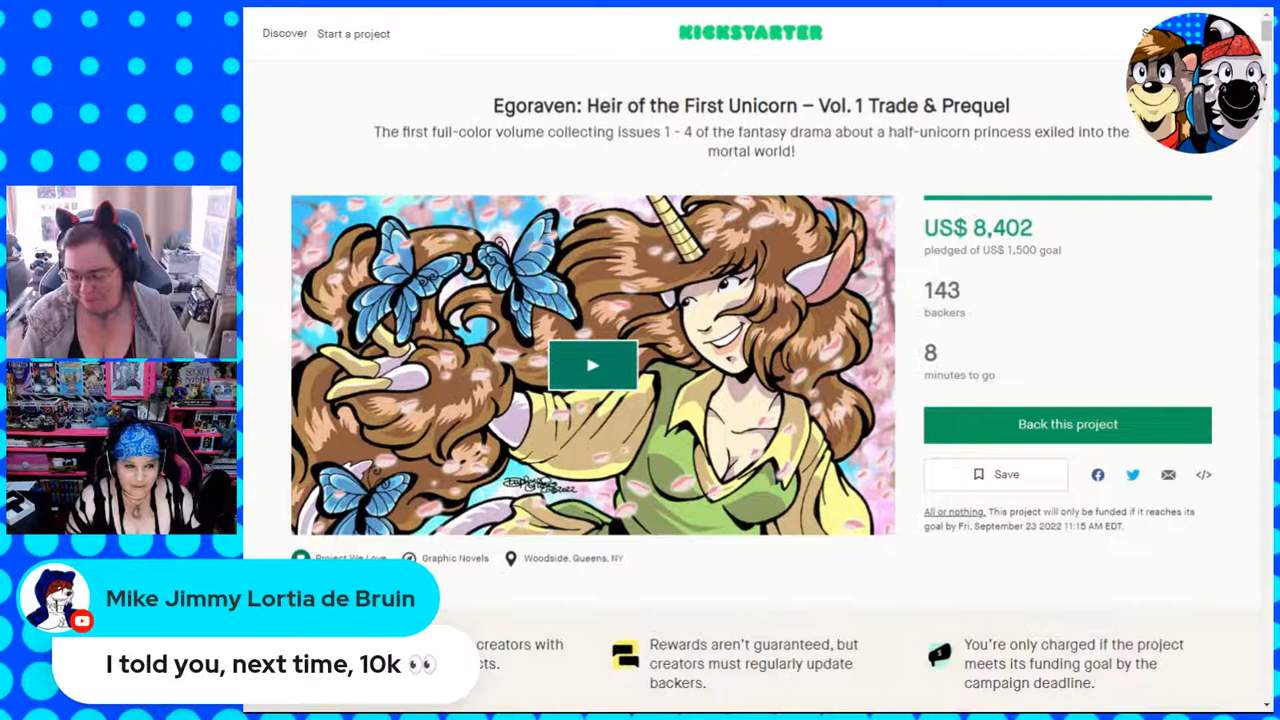 Discover Start a project
KICKSTARTER
Egoraven: Heir of the First Unicorn – Vol. 1 Trade & Prequel
The first full-color volume collecting issues 1 - 4 of the fantasy drama about a half-unicorn princess exiled into the
mortal world!
US$ 8,402
pledged of US$ 1,500 goal
143
backers
8
minutes to go
Back this project
Save
All or nothing. This project will only be funded if it reaches its
goal by Fri, September 23 2022 11:15 AM EDT.
Project We Love Graphic Novels Woodside, Queens, NY
Mike Jimmy Lortia de Bruin
I told you, next time, 10k 👀
creators with
Rewards aren't guaranteed, but
creators must regularly update
backers.
You're only charged if the project
meets its funding goal by the
campaign deadline.